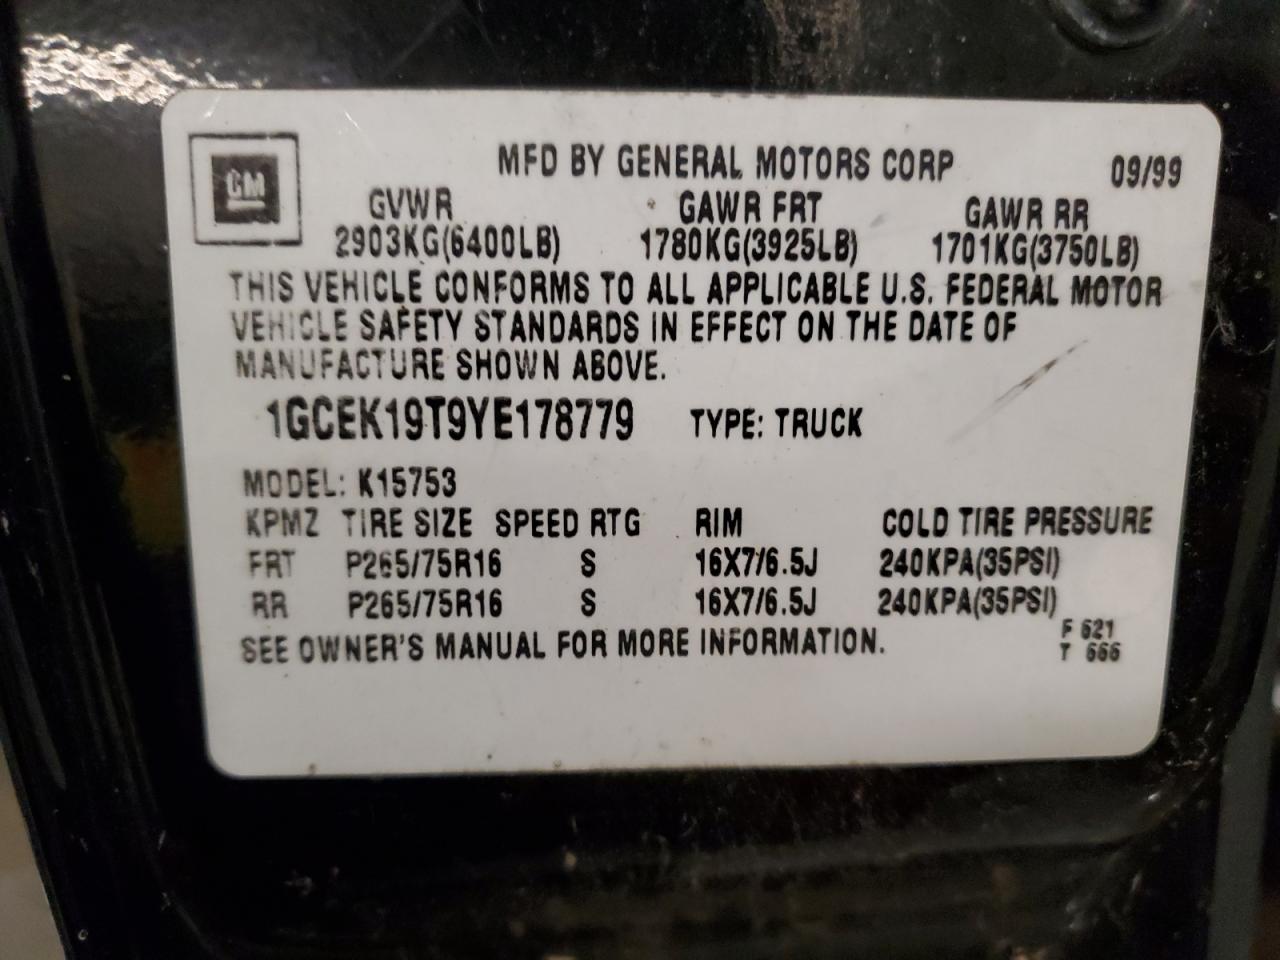 GM
MFD BY GENERAL MOTORS CORP 09/99
GVWR GAWR FRT GAWR RR
2903KG(6400LB) 1780KG(3925LB) 1701KG(3750LB)
THIS VEHICLE CONFORMS TO ALL APPLICABLE U.S. FEDERAL MOTOR
VEHICLE SAFETY STANDARDS IN EFFECT ON THE DATE OF
MANUFACTURE SHOWN ABOVE.
1GCEK19T9YE178779 TYPE: TRUCK
MODEL: K15753
KPMZ TIRE SIZE SPEED RTG RIM COLD TIRE PRESSURE
FRT P265/75R16 S 16X7/6.5J 240KPA(35PSI)
RR P265/75R16 S 16X7/6.5J 240KPA(35PSI)
SEE OWNER'S MANUAL FOR MORE INFORMATION.
F 621
T 666